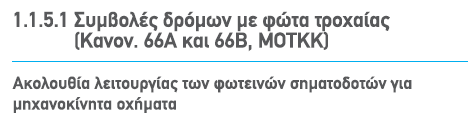 1.1.5.1 Συμβολές δρόμων με φώτα τροχαίας
(Κανον. 66Α και 66Β, ΜΟΤΚΚ)
Ακολουθία λειτουργίας των φωτεινών σηματοδοτών για
μηχανοκίνητα οχήματα